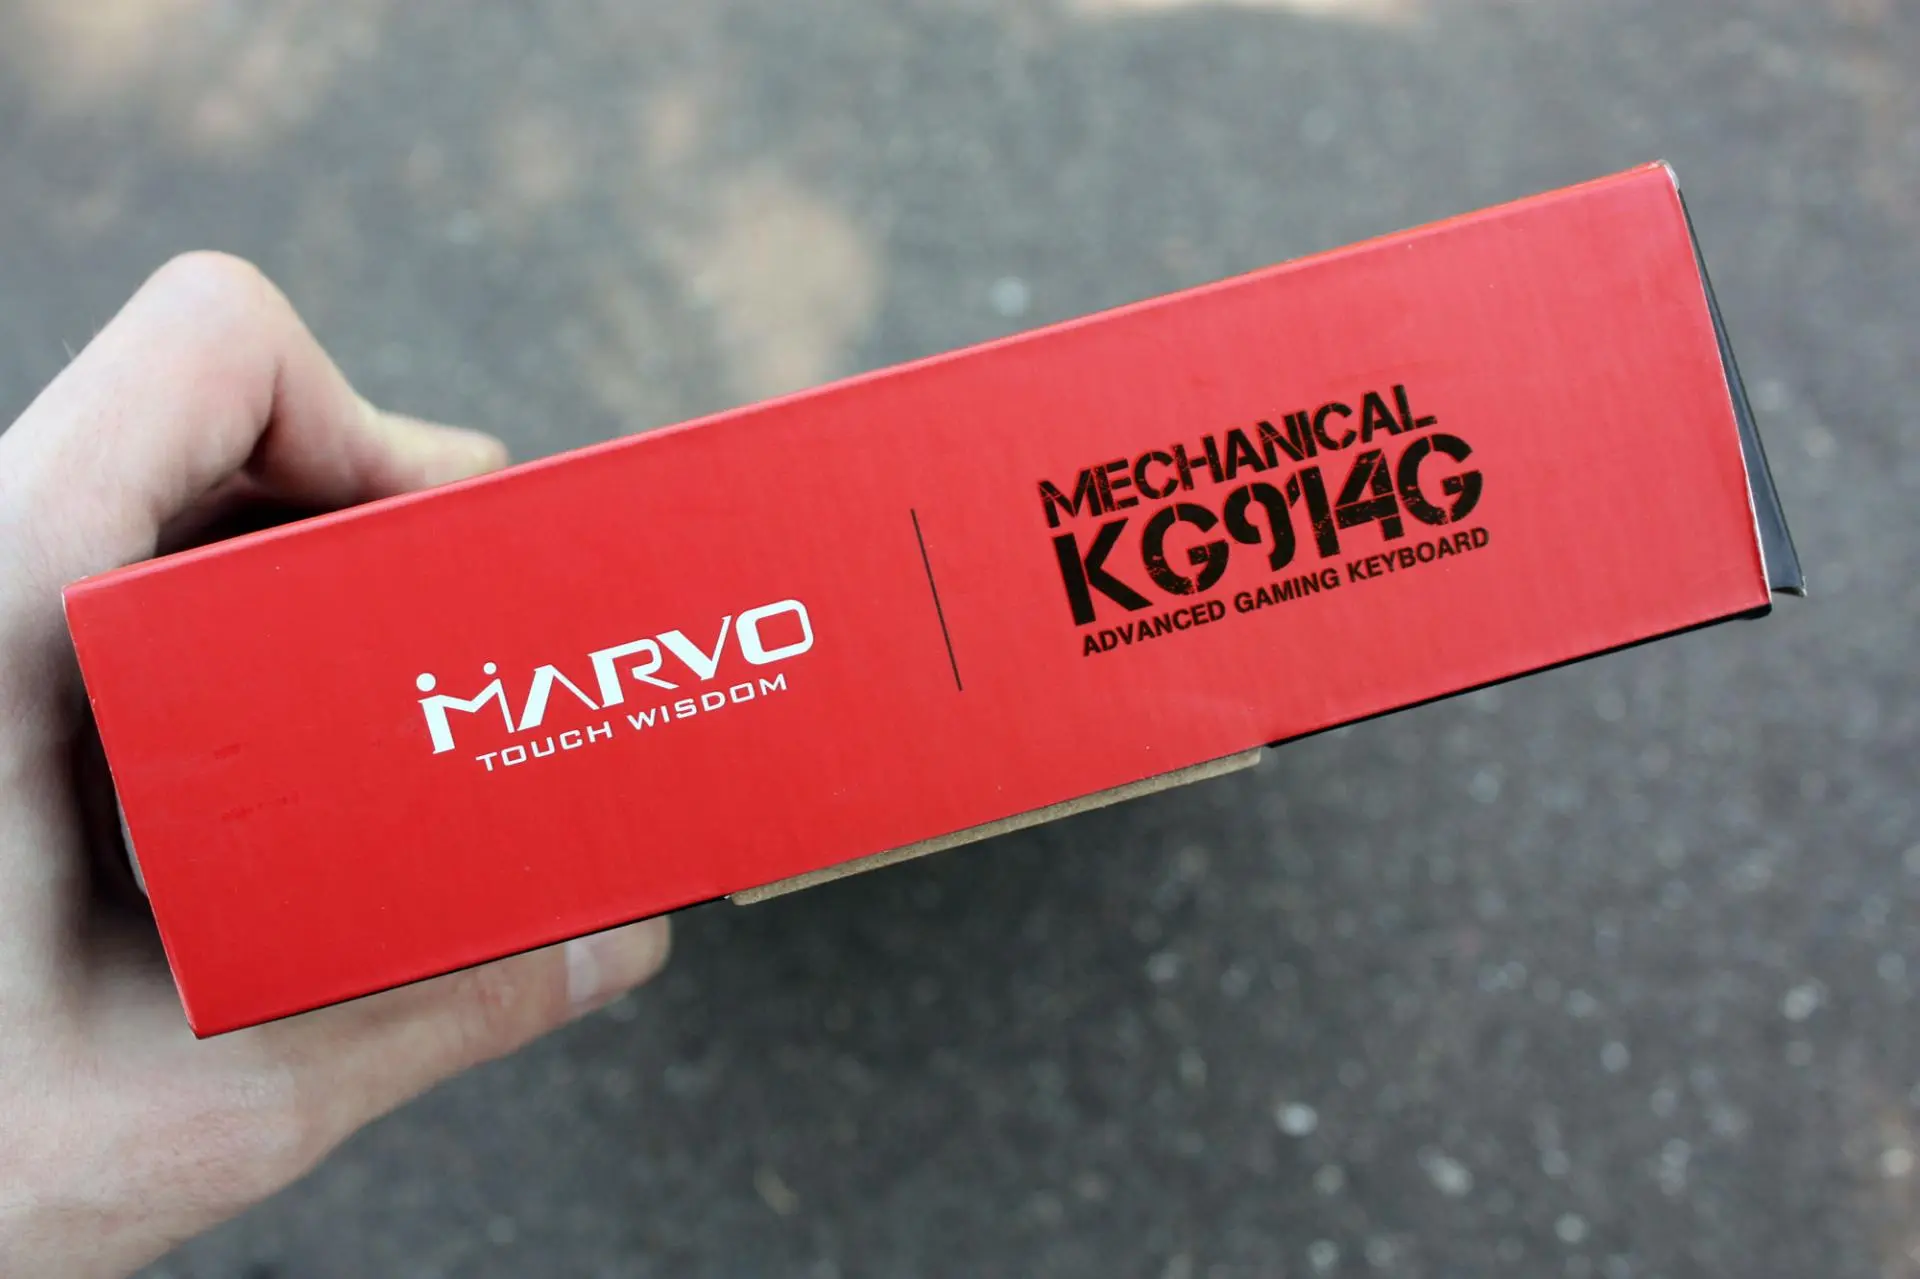 MARVO
TOUCH WISDOM
MECHANICAL
KG914G
ADVANCED GAMING KEYBOARD